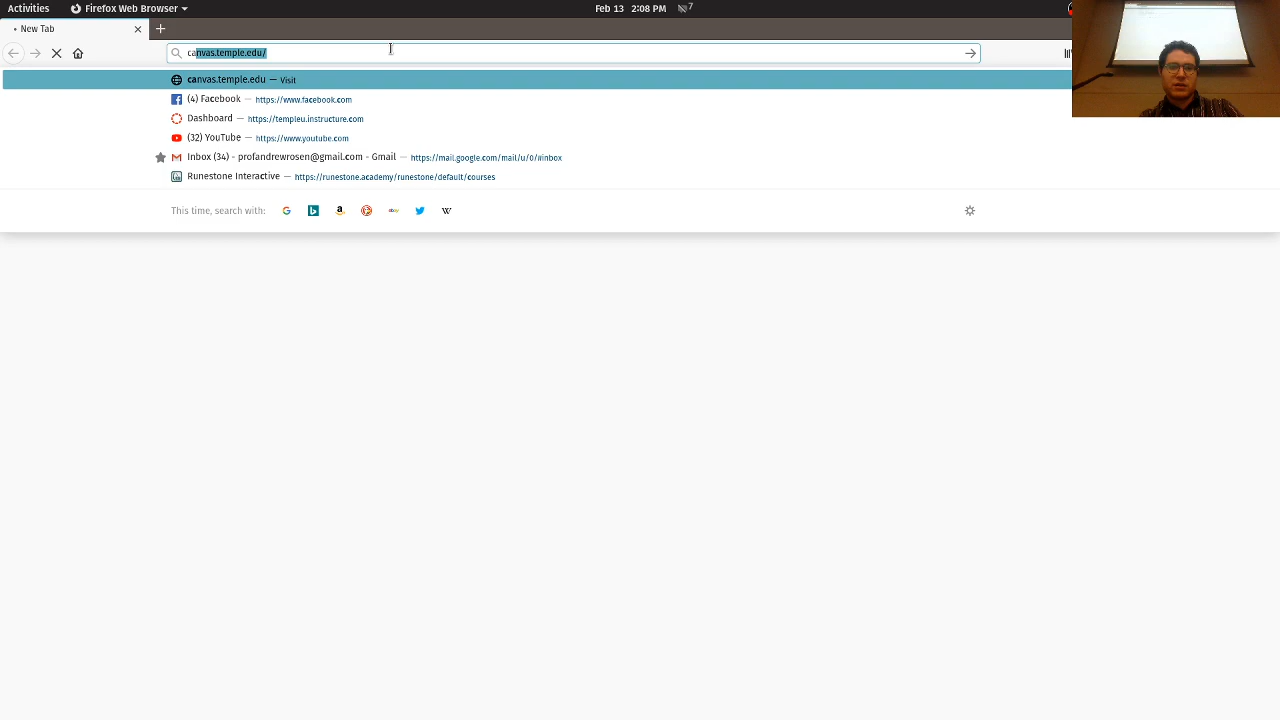 Activities Firefox Web Browser Feb 13 2:08 PM 7
New Tab
canvas.temple.edu/
canvas.temple.edu — Visit
(4) Facebook — https://www.facebook.com
Dashboard — https://templeu.instructure.com
(32) YouTube — https://www.youtube.com
Inbox (34) - profandrewrosen@gmail.com - Gmail — https://mail.google.com/mail/u/0/#inbox
Runestone Interactive — https://runestone.academy/runestone/default/courses
This time, search with: G b a ebay W